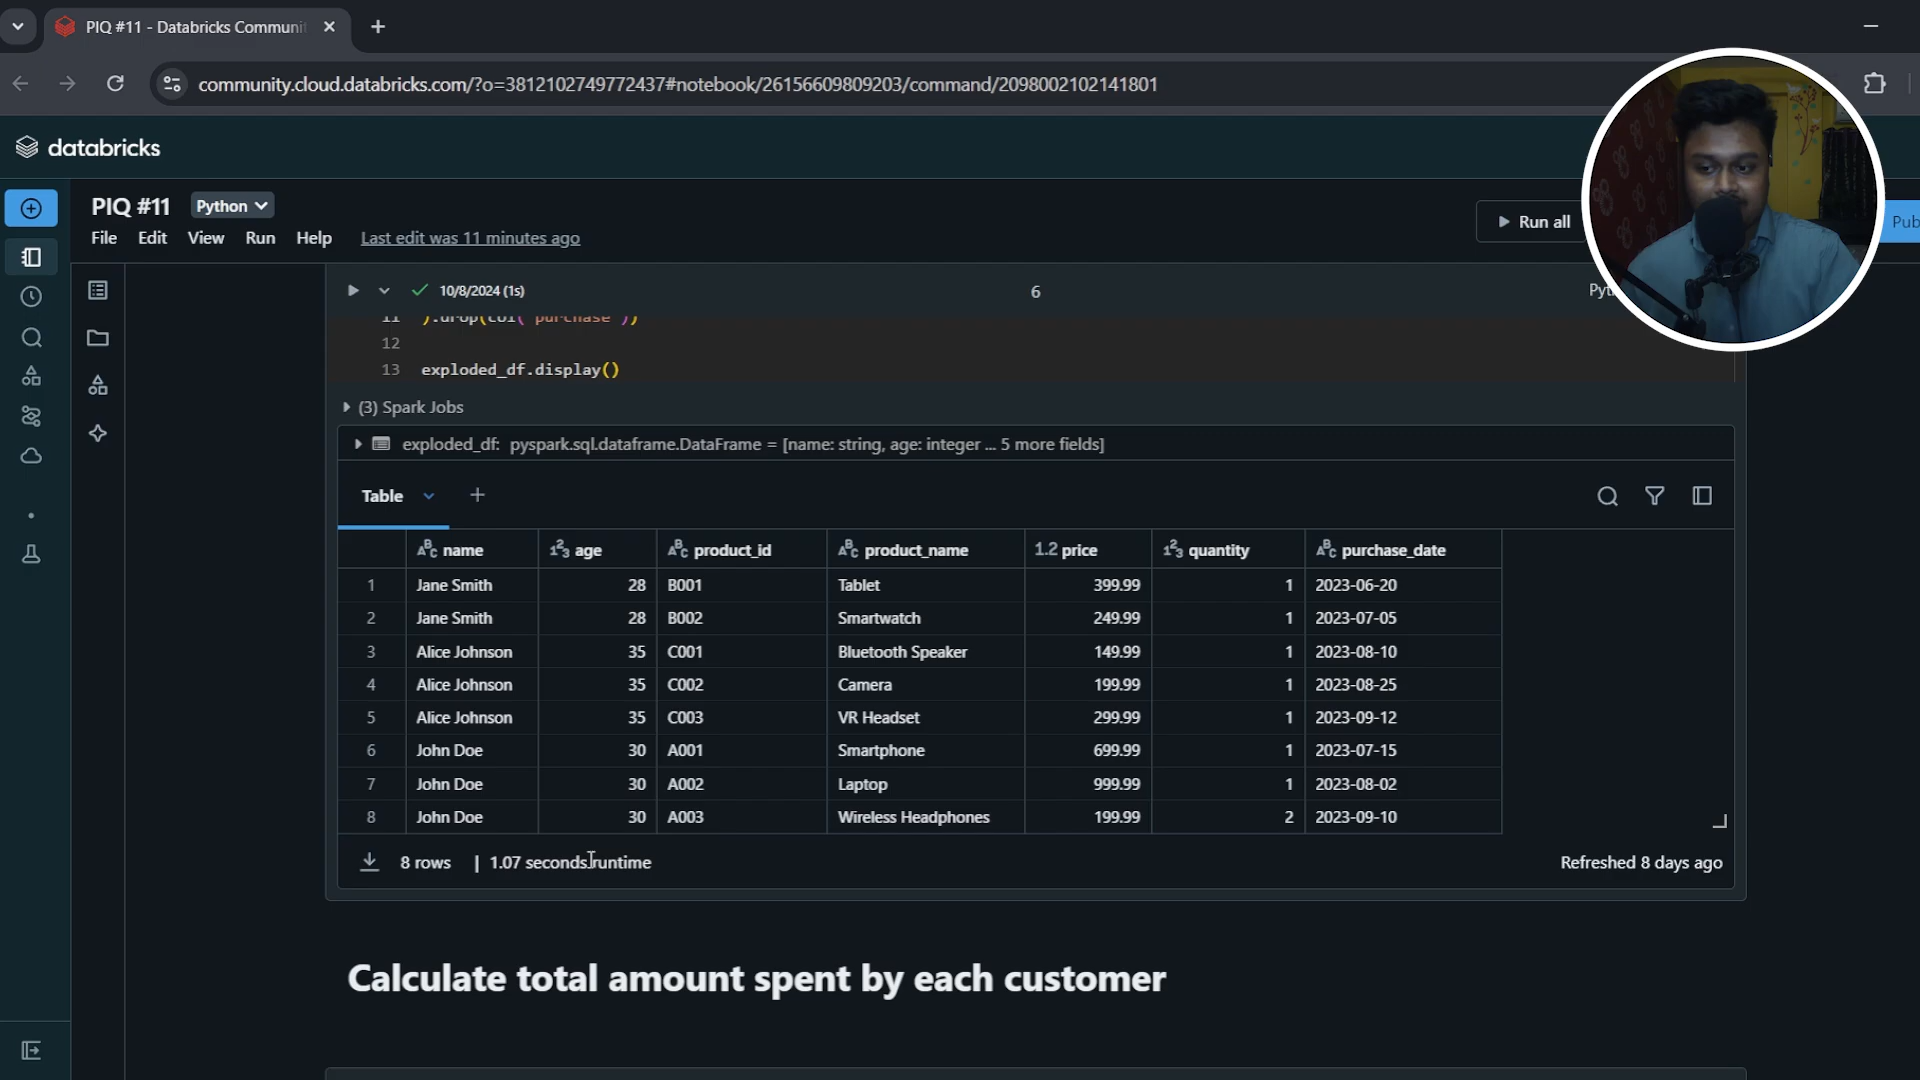 PIQ #11 - Databricks Communi
community.cloud.databricks.com/?o=3812102749772437#notebook/26156609809203/command/2098002102141801
databricks
PIQ #11 Python
Run all
Pub
File Edit View Run Help Last edit was 11 minutes ago
10/8/2024 (1s) 6 Pyt
11 ).drop(col("purchase"))
12
13 exploded_df.display()
(3) Spark Jobs
exploded_df: pyspark.sql.dataframe.DataFrame = [name: string, age: integer ... 5 more fields]
Table
name age product_id product_name 1.2 price quantity purchase_date
1 Jane Smith 28 B001 Tablet 399.99 1 2023-06-20
2 Jane Smith 28 B002 Smartwatch 249.99 1 2023-07-05
3 Alice Johnson 35 C001 Bluetooth Speaker 149.99 1 2023-08-10
4 Alice Johnson 35 C002 Camera 199.99 1 2023-08-25
5 Alice Johnson 35 C003 VR Headset 299.99 1 2023-09-12
6 John Doe 30 A001 Smartphone 699.99 1 2023-07-15
7 John Doe 30 A002 Laptop 999.99 1 2023-08-02
8 John Doe 30 A003 Wireless Headphones 199.99 2 2023-09-10
8 rows | 1.07 seconds runtime Refreshed 8 days ago
Calculate total amount spent by each customer